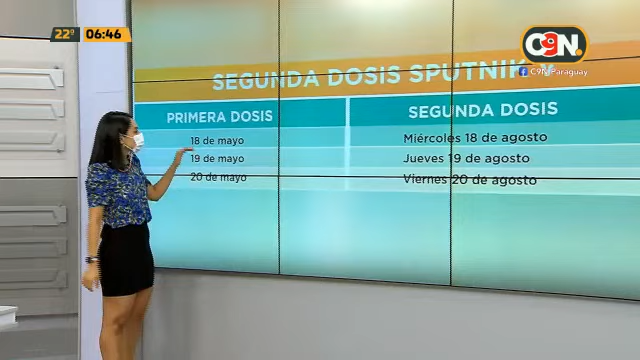 22º 06:46
C9N
C9N Paraguay
SEGUNDA DOSIS SPUTNIK V
PRIMERA DOSIS SEGUNDA DOSIS
18 de mayo Miércoles 18 de agosto
19 de mayo Jueves 19 de agosto
20 de mayo Viernes 20 de agosto